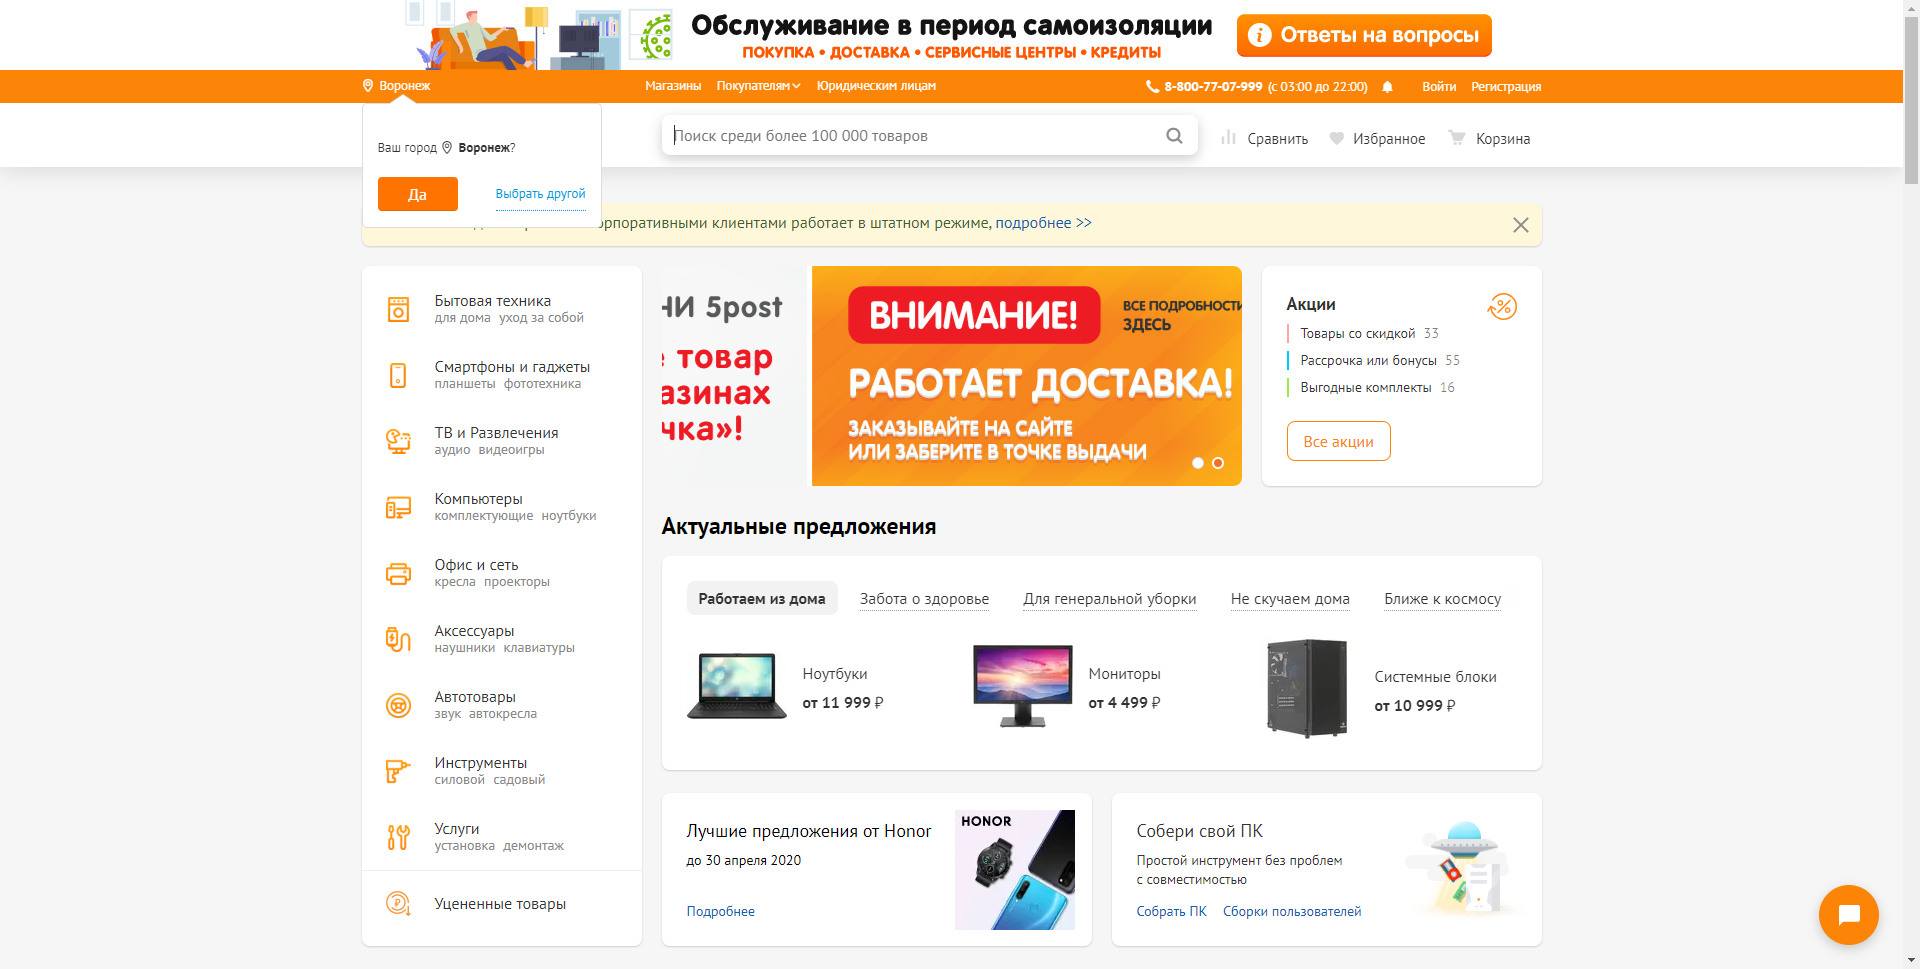 Обслуживание в период самоизоляции
ПОКУПКА • ДОСТАВКА • СЕРВИСНЫЕ ЦЕНТРЫ • КРЕДИТЫ
Ответы на вопросы
Воронеж
Магазины Покупателям Юридическим лицам
8-800-77-07-999 (с 03:00 до 22:00)
Войти Регистрация
Ваш город Воронеж?
Да Выбрать другой
Поиск среди более 100 000 товаров
Сравнить Избранное Корзина
орпоративными клиентами работает в штатном режиме, подробнее >>
Бытовая техника
для дома уход за собой
Смартфоны и гаджеты
планшеты фототехника
ТВ и Развлечения
аудио видеоигры
Компьютеры
комплектующие ноутбуки
Офис и сеть
кресла проекторы
Аксессуары
наушники клавиатуры
Автотовары
звук автокресла
Инструменты
силовой садовый
Услуги
установка демонтаж
Уцененные товары
НИ 5post
е товар
азинах
чка»!
ВНИМАНИЕ!
ВСЕ ПОДРОБНОСТИ
ЗДЕСЬ
РАБОТАЕТ ДОСТАВКА!
ЗАКАЗЫВАЙТЕ НА САЙТЕ
ИЛИ ЗАБЕРИТЕ В ТОЧКЕ ВЫДАЧИ
Акции
Товары со скидкой 33
Рассрочка или бонусы 55
Выгодные комплекты 16
Все акции
Актуальные предложения
Работаем из дома Забота о здоровье Для генеральной уборки Не скучаем дома Ближе к космосу
Ноутбуки
от 11 999 ₽
Мониторы
от 4 499 ₽
Системные блоки
от 10 999 ₽
Лучшие предложения от Honor
до 30 апреля 2020
Подробнее
HONOR
Собери свой ПК
Простой инструмент без проблем
с совместимостью
Собрать ПК Сборки пользователей